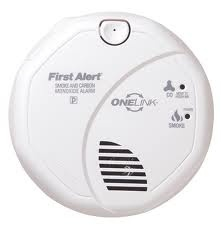 First Alert®
SMOKE AND CARBON
MONOXIDE ALARM
P
ONELINK
CO
SMOKE